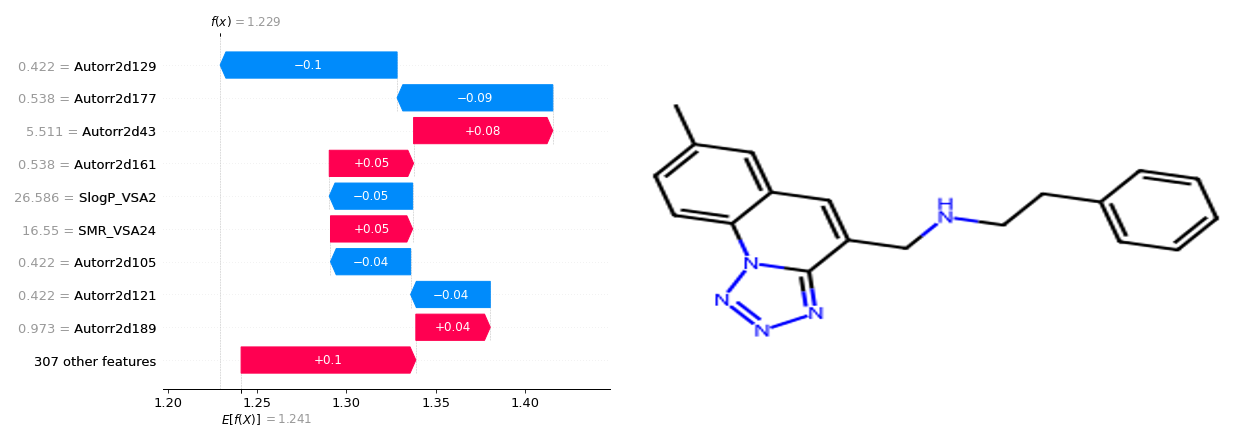 f(x) = 1.229
0.422 = Autorr2d129
−0.1
0.538 = Autorr2d177
−0.09
5.511 = Autorr2d43
+0.08
0.538 = Autorr2d161
+0.05
26.586 = SlogP_VSA2
−0.05
16.55 = SMR_VSA24
+0.05
0.422 = Autorr2d105
−0.04
0.422 = Autorr2d121
−0.04
0.973 = Autorr2d189
+0.04
307 other features
+0.1
1.20 1.25 1.30 1.35 1.40
E[f(X)] = 1.241
H
N
N
N
N
N